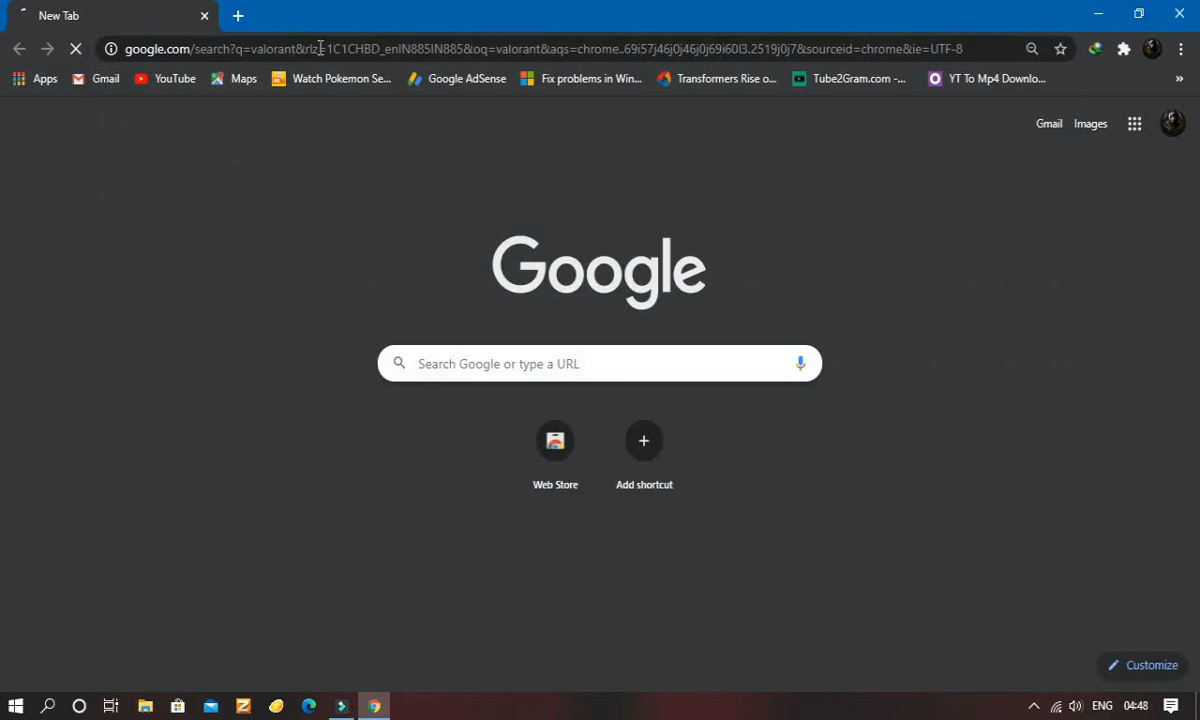 New Tab
google.com/search?q=valorant&rlz=1C1CHBD_enIN885IN885&oq=valorant&aqs=chrome..69i57j46j0j46j0j69i60l3.2519j0j7&sourceid=chrome&ie=UTF-8
Apps Gmail YouTube Maps Watch Pokemon Se... Google AdSense Fix problems in Win... Transformers Rise o... Tube2Gram.com -... YT To Mp4 Downlo... »
Gmail Images
Google
Search Google or type a URL
Web Store Add shortcut
Customize
ENG 04:48